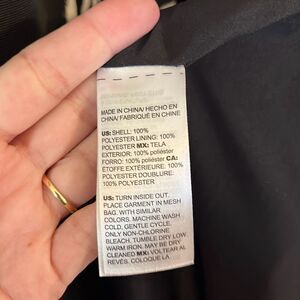 MADE IN CHINA/ HECHO EN
CHINA/ FABRIQUÉ EN CHINE
US: SHELL: 100%
POLYESTER LINING: 100%
POLYESTER MX: TELA
EXTERIOR: 100% poliéster
FORRO: 100% poliéster CA:
ÉTOFFE EXTÉRIEURE: 100%
POLYESTER DOUBLURE:
100% POLYESTER
US: TURN INSIDE OUT.
PLACE GARMENT IN MESH
BAG. WITH SIMILAR
COLORS. MACHINE WASH
COLD, GENTLE CYCLE.
ONLY NON-CHLORINE
BLEACH, TUMBLE DRY LOW.
WARM IRON. MAY BE DRY
CLEANED MX: VOLTEAR AL
REVÉS. COLOQUE LA